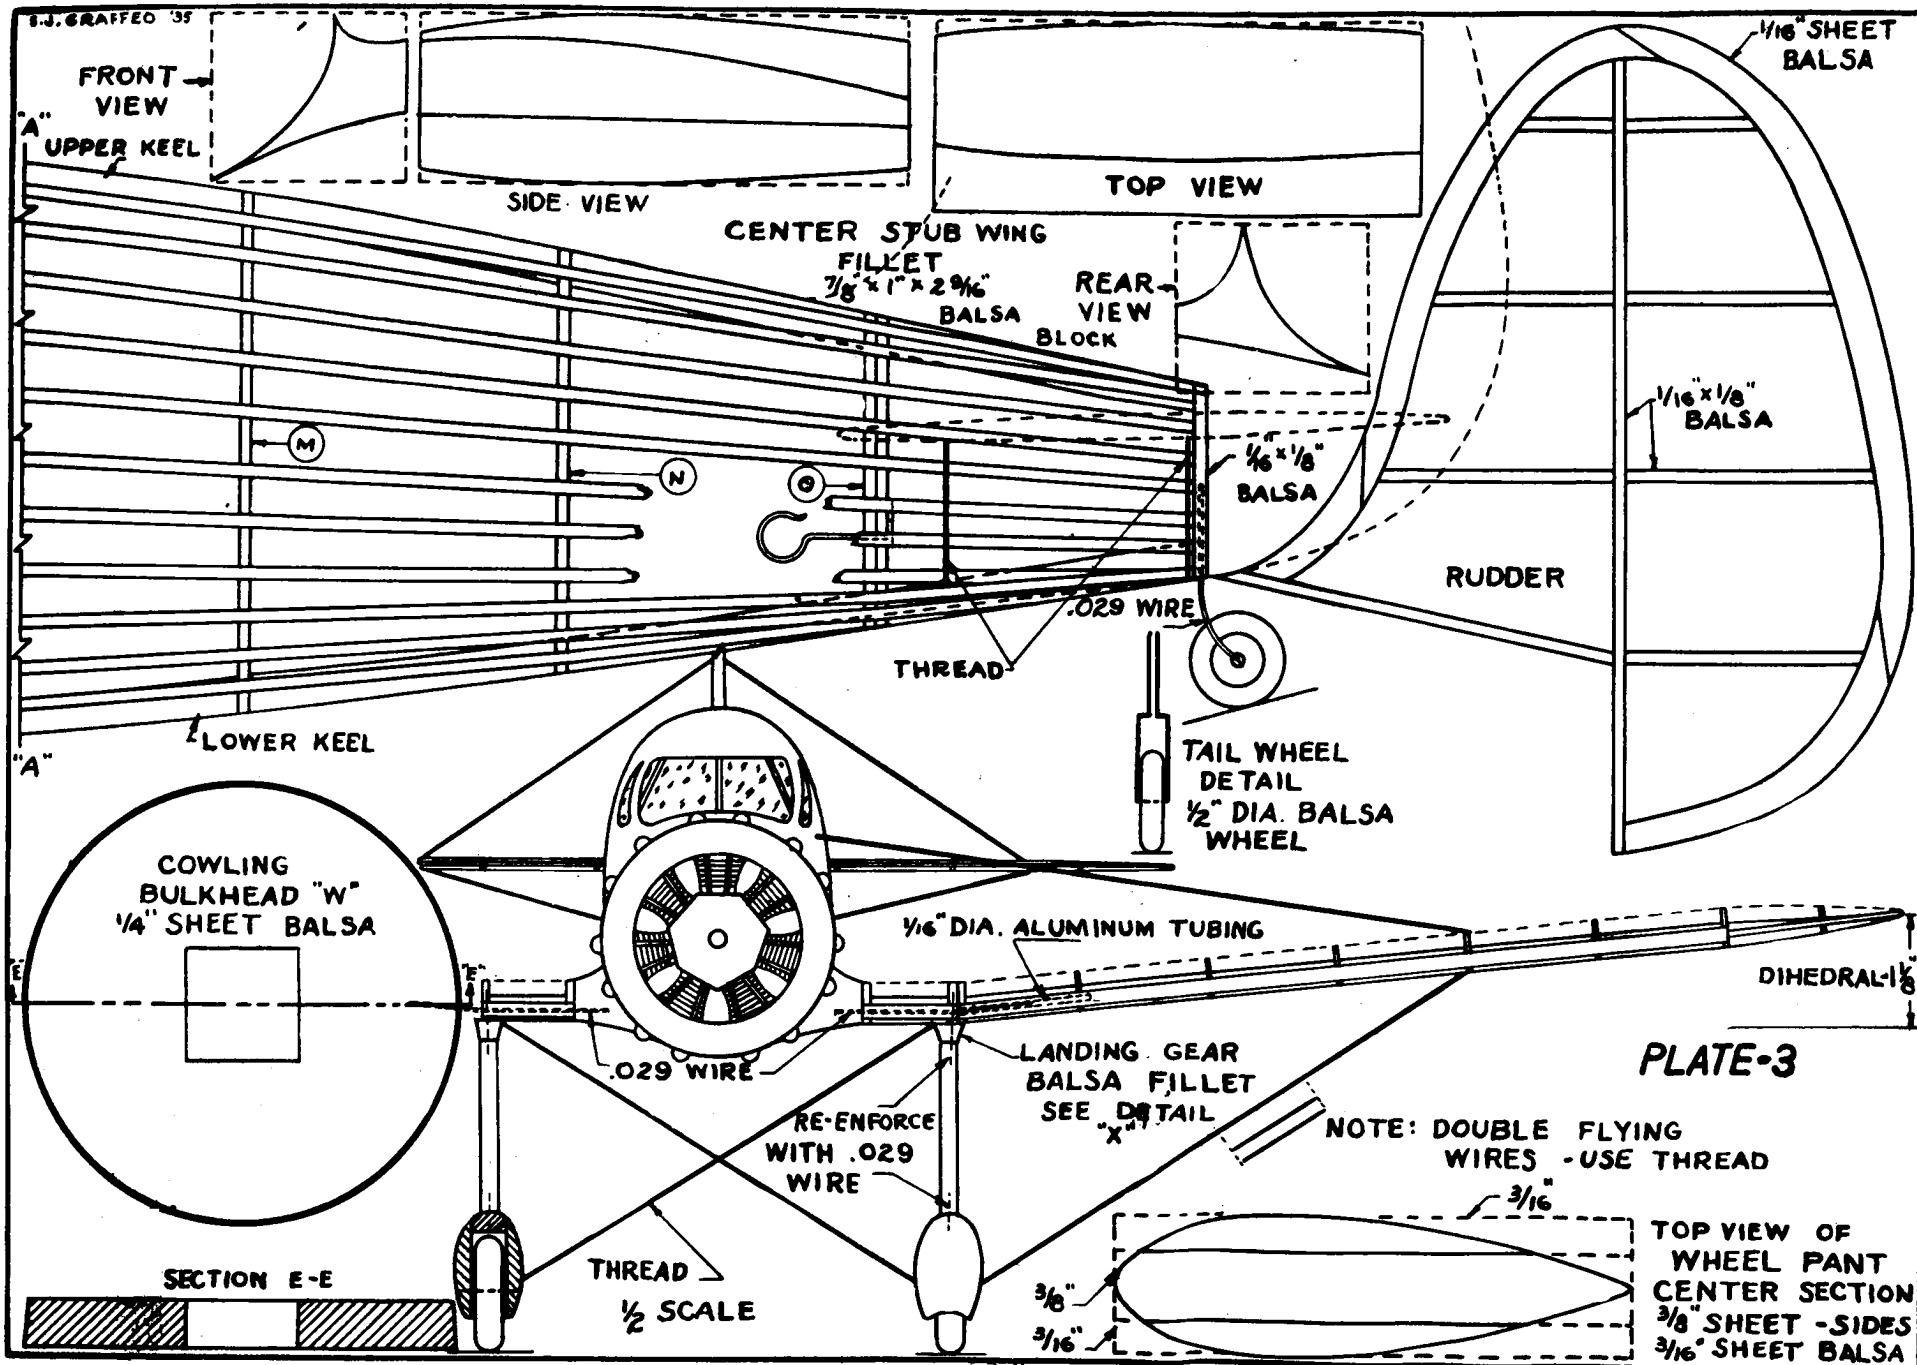 S.J. GRAFFEO '35
FRONT
VIEW
"A"
UPPER KEEL
SIDE VIEW
TOP VIEW
1/16" SHEET
BALSA
CENTER STUB WING
FILLET
7/8" x 1" x 2 9/16"
BALSA
BLOCK
REAR
VIEW
1/16" x 1/8"
BALSA
M
N
O
1/16" x 1/8"
BALSA
RUDDER
.029 WIRE
THREAD
LOWER KEEL
"A"
TAIL WHEEL
DETAIL
1/2" DIA. BALSA
WHEEL
COWLING
BULKHEAD "W"
1/4" SHEET BALSA
"E"
"E"
1/16" DIA. ALUMINUM TUBING
DIHEDRAL-1 1/8"
.029 WIRE
LANDING GEAR
BALSA FILLET
SEE DETAIL
"X"
PLATE-3
RE-ENFORCE
WITH .029
WIRE
NOTE: DOUBLE FLYING
WIRES - USE THREAD
3/16"
SECTION E-E
THREAD
1/2 SCALE
3/8"
3/16"
TOP VIEW OF
WHEEL PANT
CENTER SECTION
3/8" SHEET - SIDES
3/16" SHEET BALSA